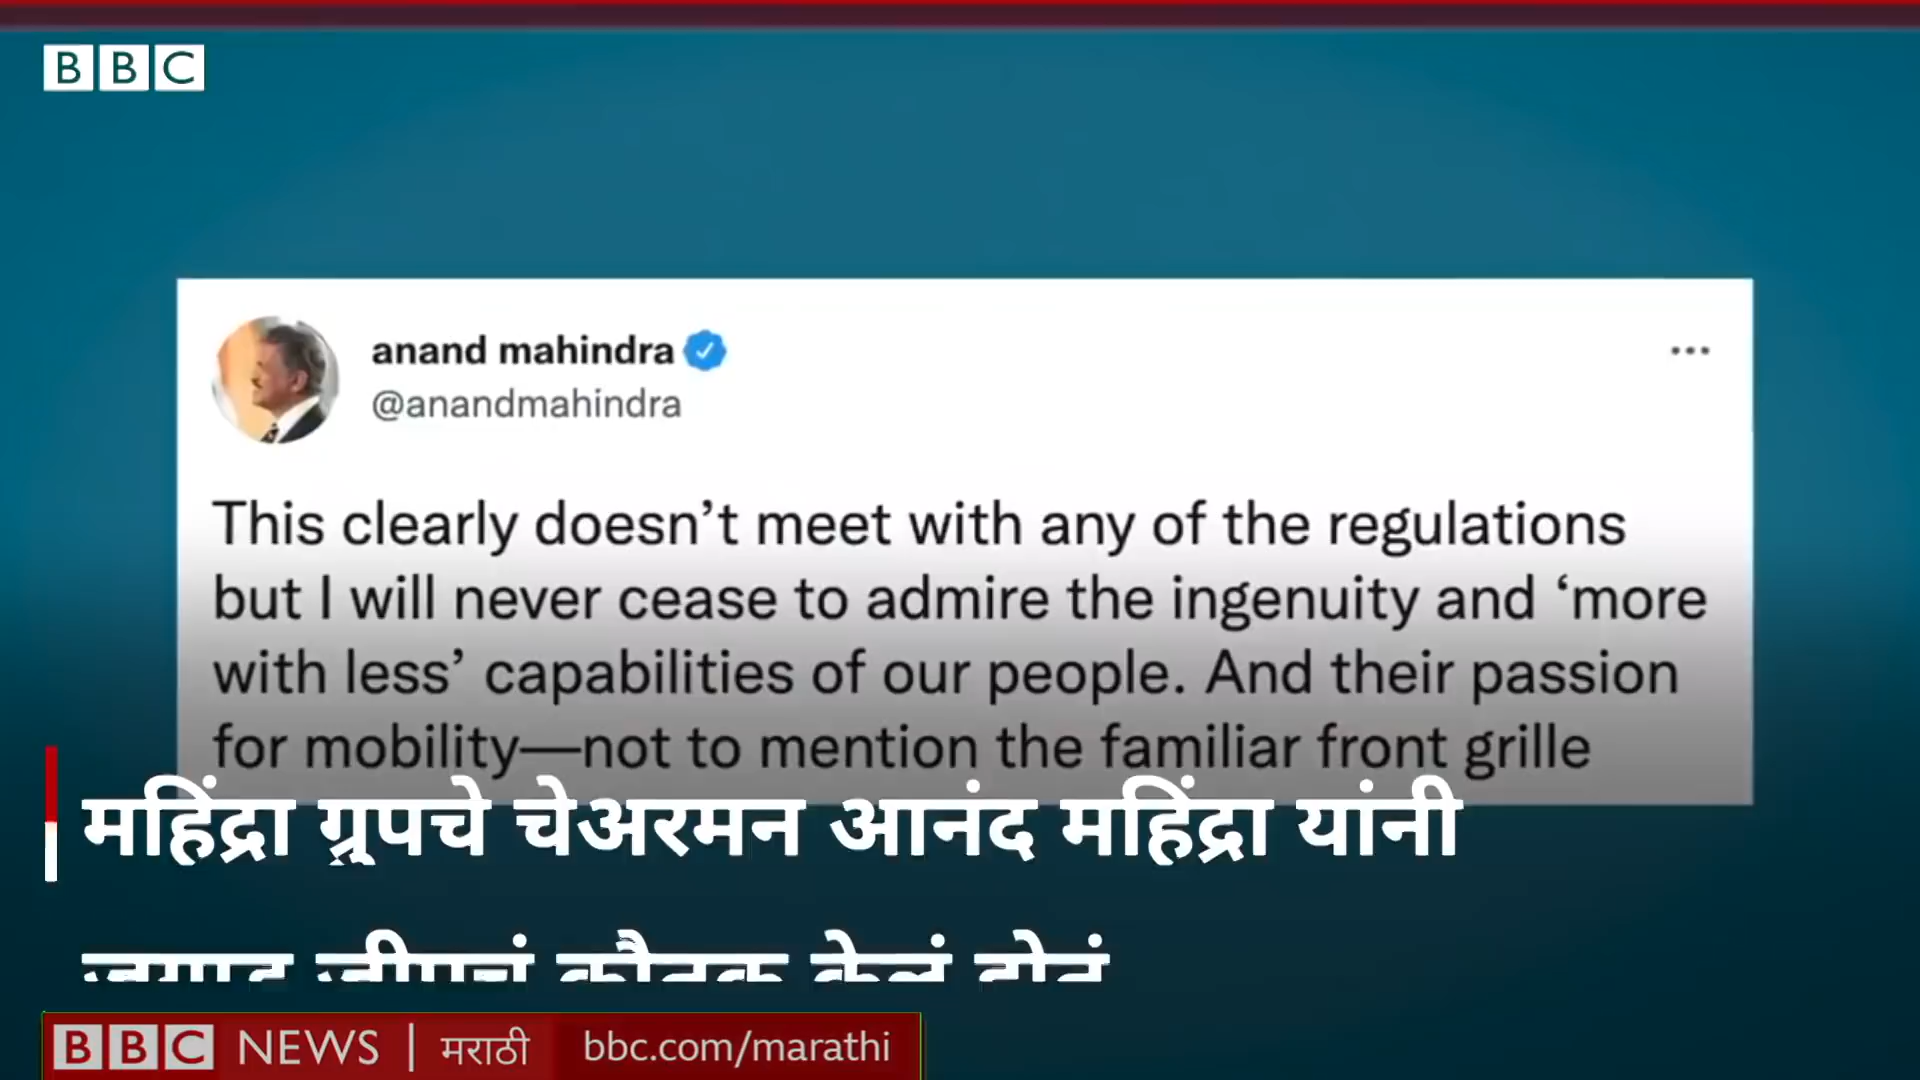 BBC
anand mahindra
@anandmahindra
This clearly doesn’t meet with any of the regulations
but I will never cease to admire the ingenuity and ‘more
with less’ capabilities of our people. And their passion
for mobility—not to mention the familiar front grille
महिंद्रा ग्रुपचे चेअरमन आनंद महिंद्रा यांनी
BBC NEWS | मराठी bbc.com/marathi